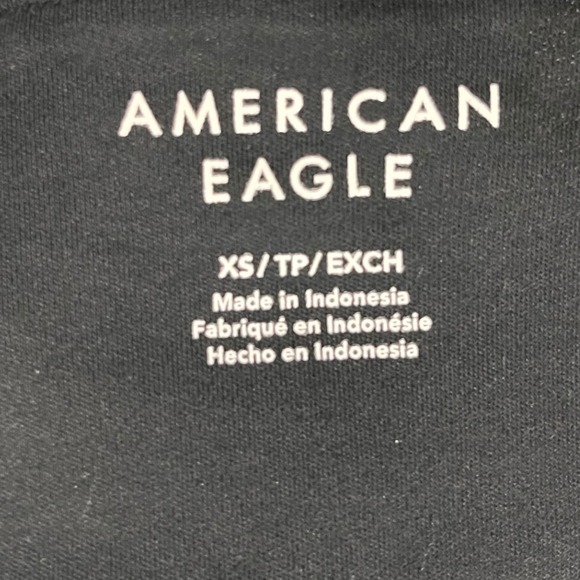 AMERICAN
EAGLE
XS/TP/EXCH
Made in Indonesia
Fabriqué en Indonésie
Hecho en Indonesia